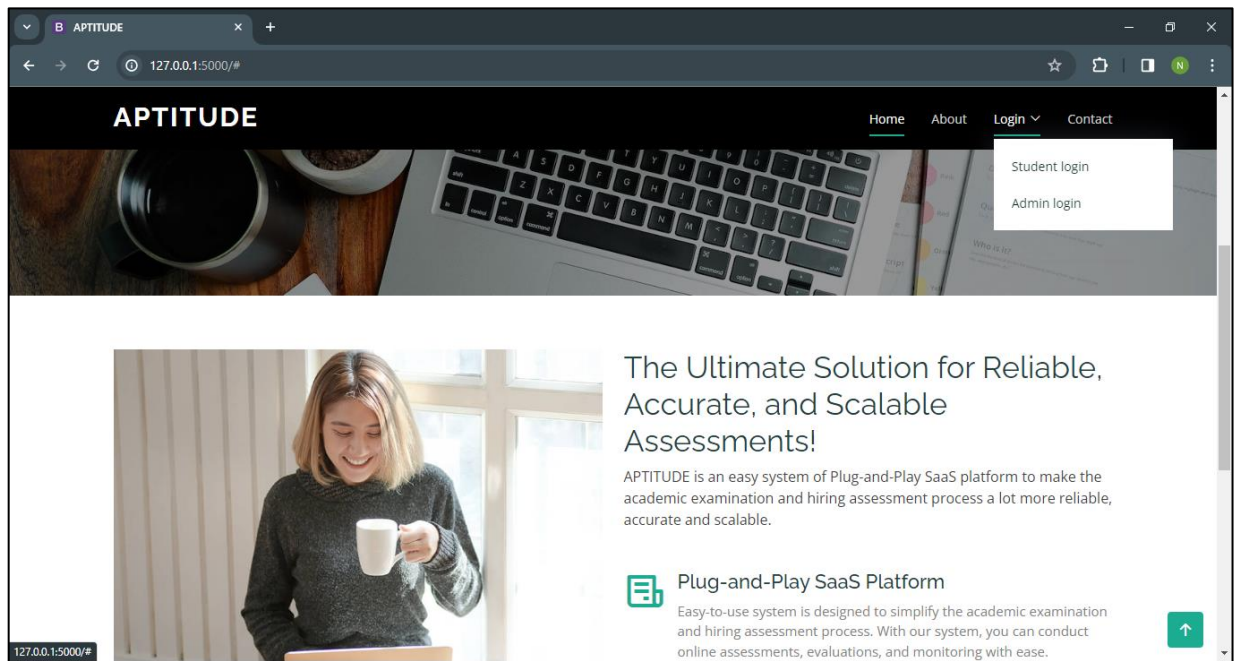 B APTITUDE
127.0.0.1:5000/#
N
APTITUDE
Home About Login Contact
Student login
Admin login
Who is in?
The Ultimate Solution for Reliable,
Accurate, and Scalable
Assessments!
APTITUDE is an easy system of Plug-and-Play SaaS platform to make the
academic examination and hiring assessment process a lot more reliable,
accurate and scalable.
Plug-and-Play SaaS Platform
Easy-to-use system is designed to simplify the academic examination
and hiring assessment process. With our system, you can conduct
online assessments, evaluations, and monitoring with ease.
127.0.0.1:5000/#